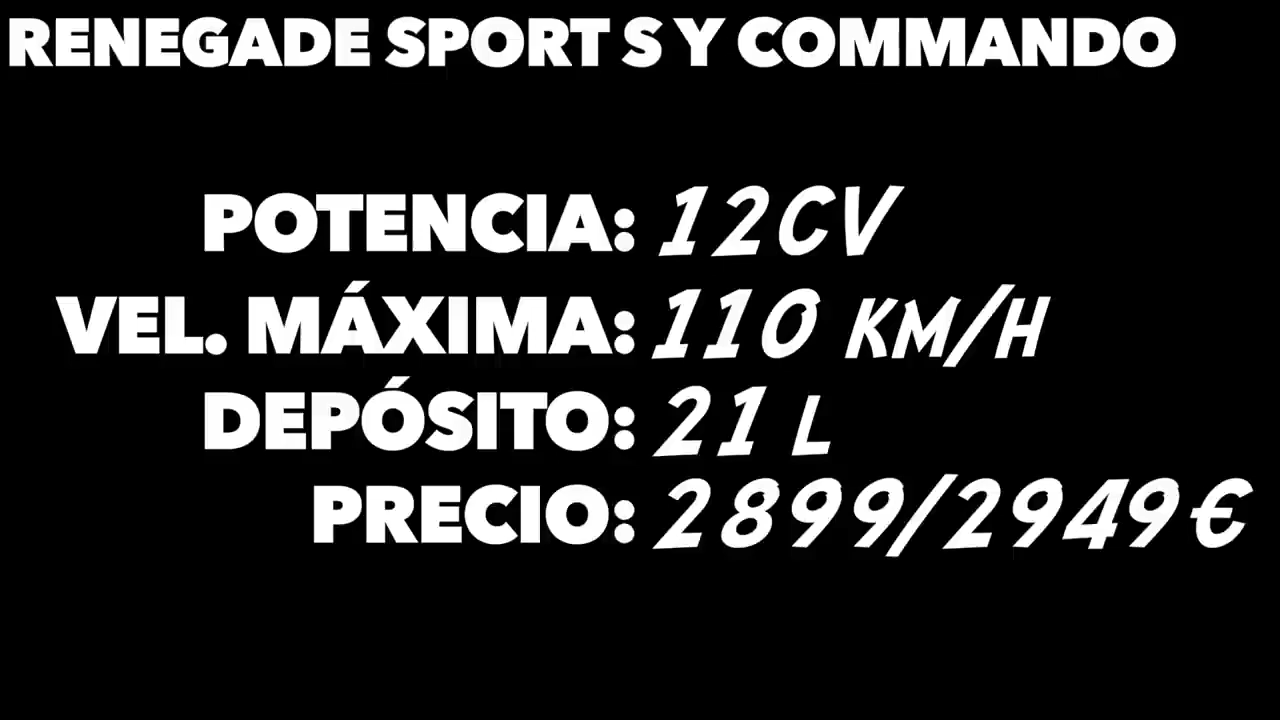 RENEGADE SPORT S Y COMMANDO
POTENCIA: 12CV
VEL. MÁXIMA: 110 KM/H
DEPÓSITO: 21 L
PRECIO: 2899/2949€